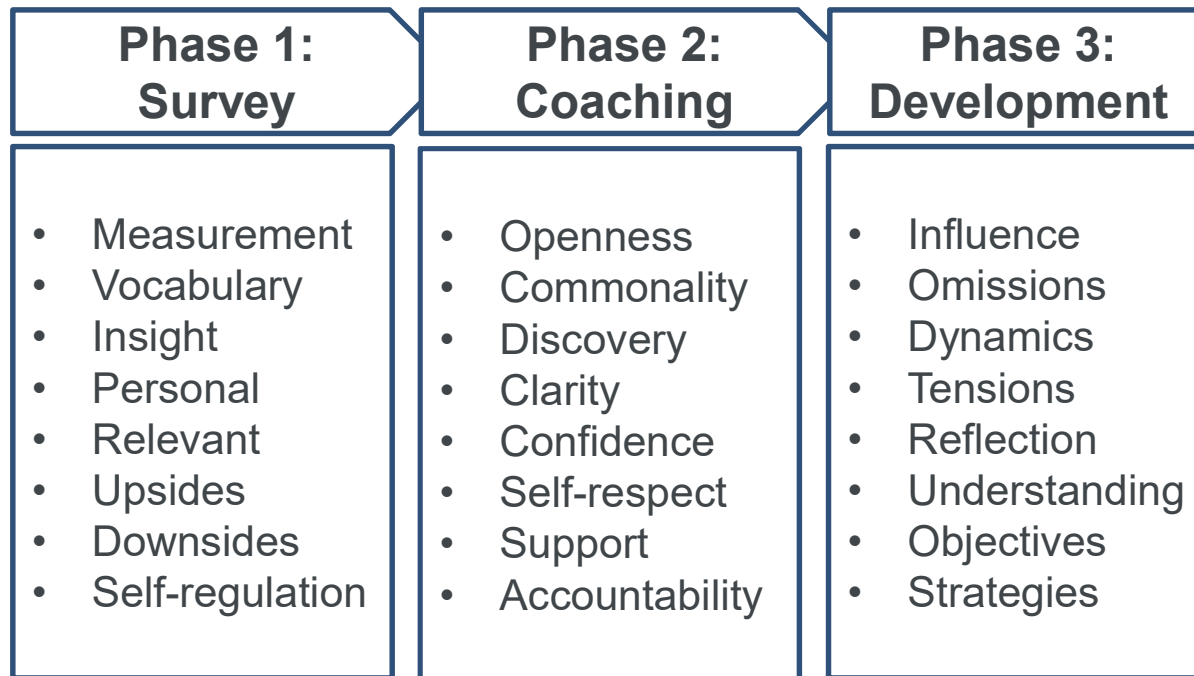 Phase 1:
Survey
Phase 2:
Coaching
Phase 3:
Development
• Measurement
• Vocabulary
• Insight
• Personal
• Relevant
• Upsides
• Downsides
• Self-regulation
• Openness
• Commonality
• Discovery
• Clarity
• Confidence
• Self-respect
• Support
• Accountability
• Influence
• Omissions
• Dynamics
• Tensions
• Reflection
• Understanding
• Objectives
• Strategies